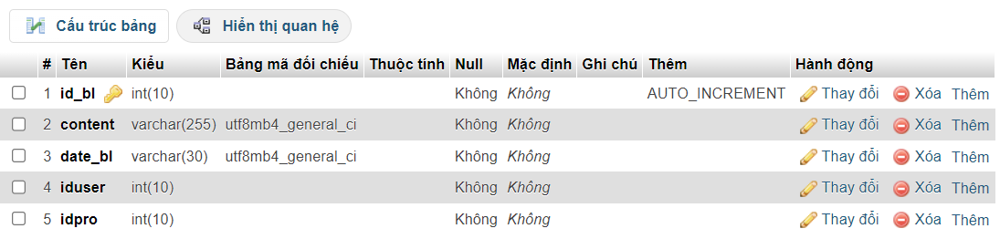 Cấu trúc bảng Hiển thị quan hệ
# Tên Kiểu Bảng mã đối chiếu Thuộc tính Null Mặc định Ghi chú Thêm Hành động
1 id_bl int(10) Không Không AUTO_INCREMENT Thay đổi Xóa Thêm
2 content varchar(255) utf8mb4_general_ci Không Không Thay đổi Xóa Thêm
3 date_bl varchar(30) utf8mb4_general_ci Không Không Thay đổi Xóa Thêm
4 iduser int(10) Không Không Thay đổi Xóa Thêm
5 idpro int(10) Không Không Thay đổi Xóa Thêm